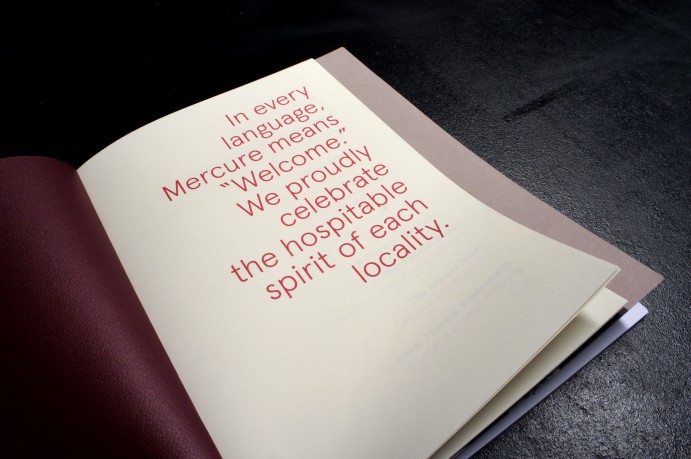 In every
language,
Mercure means
“Welcome.”
We proudly
celebrate
the hospitable
spirit of each
locality.